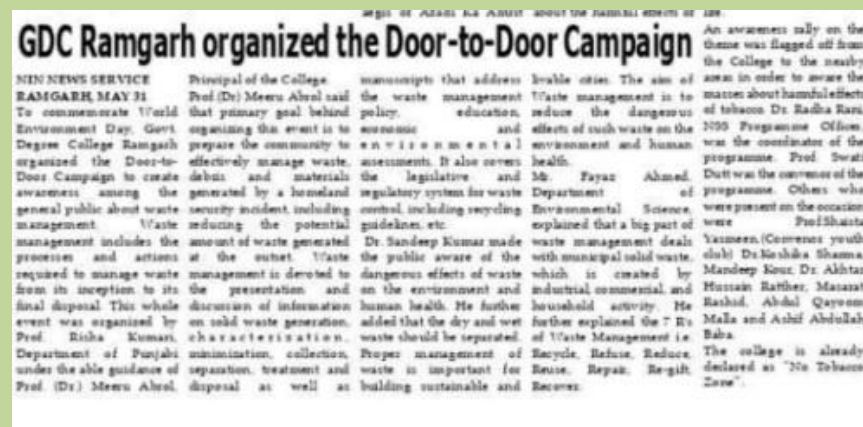 aegis of Azadi Ka Amrit about the harmful effects of life.
GDC Ramgarh organized the Door-to-Door Campaign
NIN NEWS SERVICE
RAMGARH, MAY 31
To commemorate World
Environment Day, Govt.
Degree College Ramgarh
organized the Door-to-
Door Campaign to create
awareness among the
general public about waste
management. Waste
management includes the
processes and actions
required to manage waste
from its inception to its
final disposal. This whole
event was organized by
Prof. Risha Kumari,
Department of Punjabi
under the able guidance of
Prof. (Dr.) Meeru Abrol,
Principal of the College.
Prof.(Dr.) Meeru Abrol said
that primary goal behind
organizing this event is to
prepare the community to
effectively manage waste,
debris and materials
generated by a homeland
security incident, including
reducing the potential
amount of waste generated
at the outset. Waste
management is devoted to
the presentation and
discussion of information
on solid waste generation,
characterization,
minimization, collection,
separation, treatment and
disposal as well as
manuscripts that address
the waste management
policy, education,
economic and
environmental
assessments. It also covers
the legislative and
regulatory system for waste
control, including recycling
guidelines, etc.
Dr. Sandeep Kumar made
the public aware of the
dangerous effects of waste
on the environment and
human health. He further
added that the dry and wet
waste should be separated.
Proper management of
waste is important for
building sustainable and
livable cities. The aim of
Waste management is to
reduce the dangerous
effects of such waste on the
environment and human
health.
Mr. Fayaz Ahmed,
Department of
Environmental Science,
explained that a big part of
waste management deals
with municipal solid waste,
which is created by
industrial, commercial, and
household activity. He
further explained the 7 R's
of Waste Management i.e.
Recycle, Refuse, Reduce,
Reuse, Repair, Re-gift,
Recover.
An awareness rally on the
theme was flagged off from
the College to the nearby
areas in order to aware the
masses about harmful effects
of tobacco. Dr. Radha Rani
NSS Programme Officer,
was the coordinator of the
programme. Prof. Swati
Dutt was the convenor of the
programme. Others who
were present on the occasion
were Prof Shaista
Yasmeen,(Convenor youth
club) Dr.Koshika Sharma,
Mandeep Kour, Dr. Akhtar
Hussain Ratther, Masarat
Rashid, Abdul Qayoom
Malla and Ashif Abdullah
Baba.
The college is already
declared as "No Tobacco
Zone".